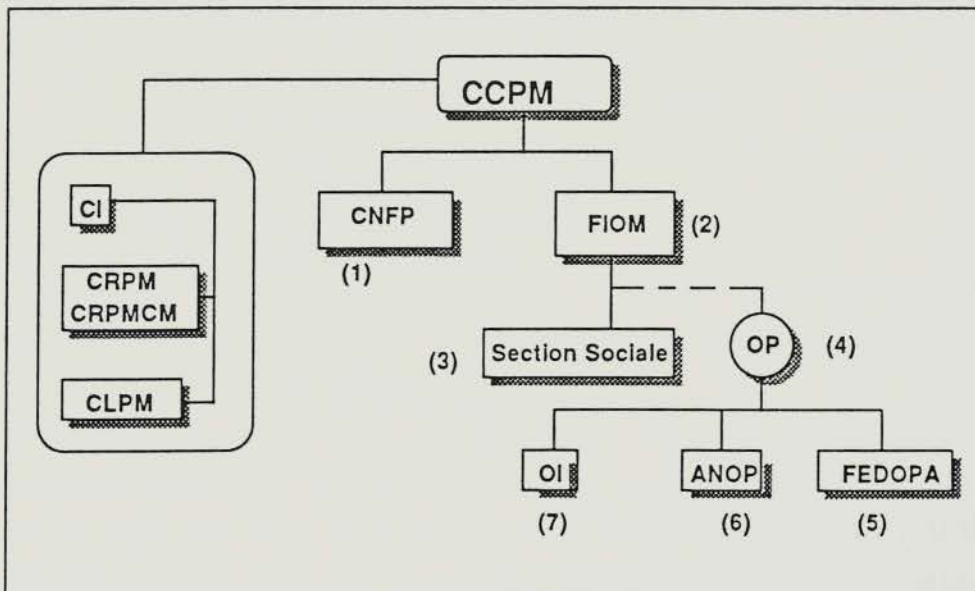 CCPM
CI
CRPM
CRPMCM
CLPM
CNFP
(1)
FIOM
(2)
(3)
Section Sociale
OP
(4)
OI
(7)
ANOP
(6)
FEDOPA
(5)